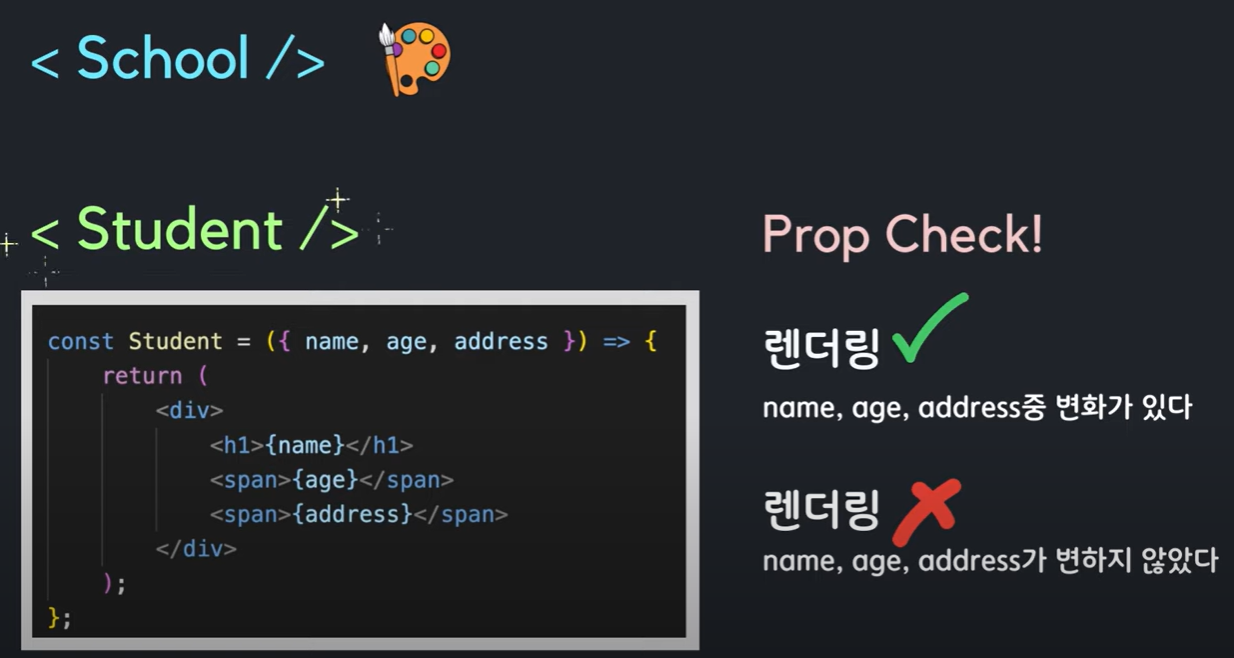 < School />
< Student />
const Student = ({ name, age, address }) => {
return (
<div>
<h1>{name}</h1>
<span>{age}</span>
<span>{address}</span>
</div>
);
};
Prop Check!
렌더링
name, age, address중 변화가 있다
렌더링
name, age, address가 변하지 않았다